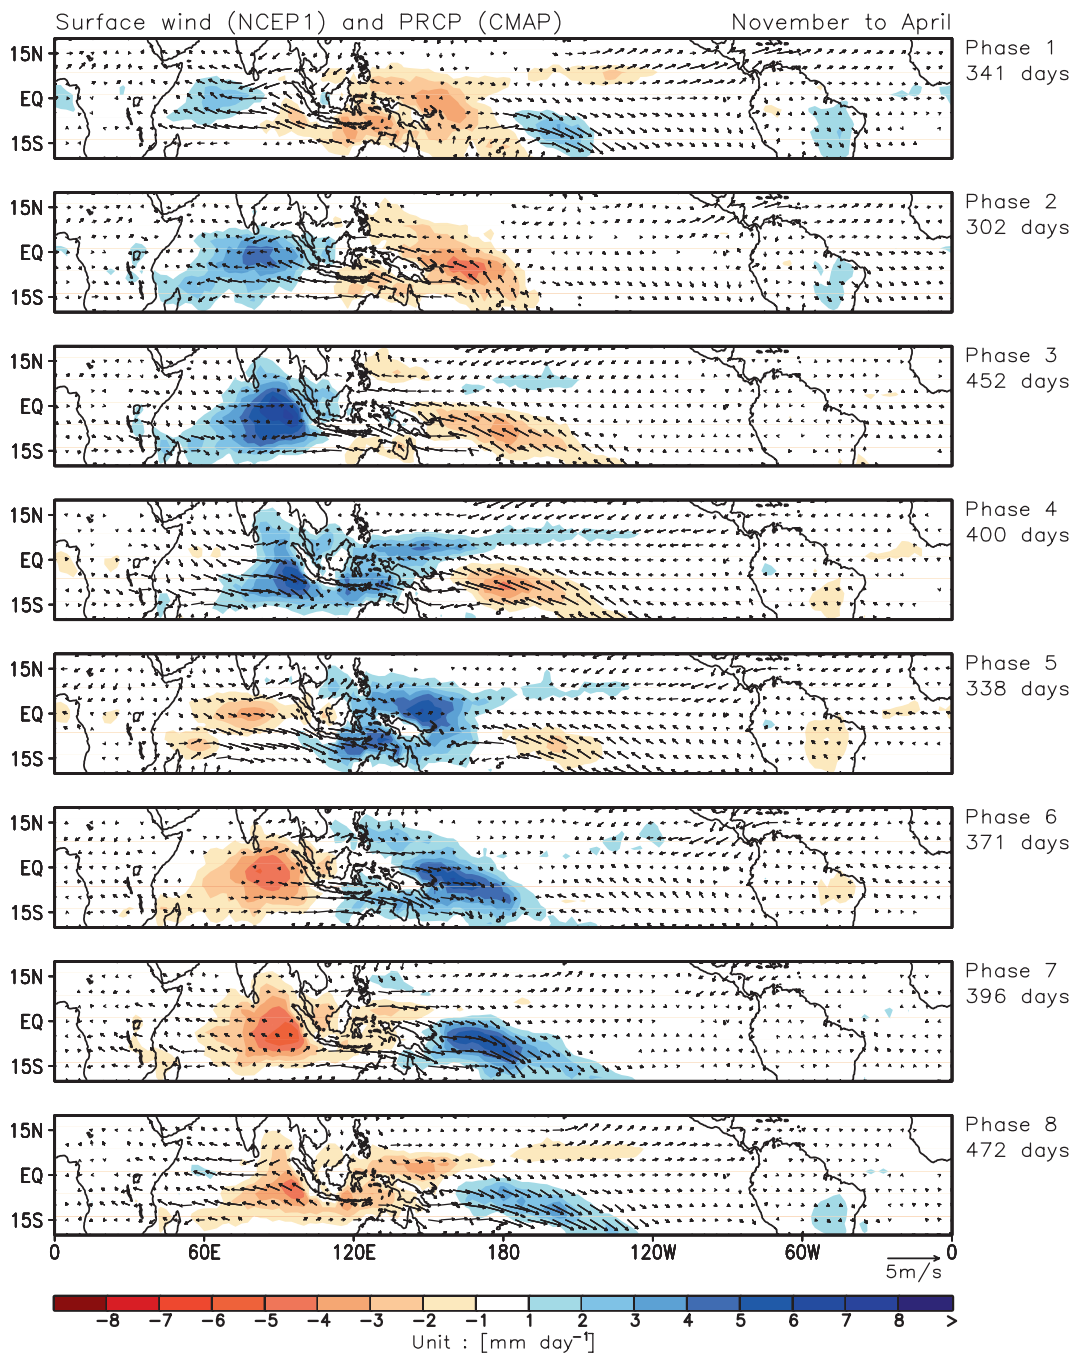 Surface wind (NCEP1) and PRCP (CMAP) November to April
Phase 1
341 days
15N
EQ
15S
Phase 2
302 days
15N
EQ
15S
Phase 3
452 days
15N
EQ
15S
Phase 4
400 days
15N
EQ
15S
Phase 5
338 days
15N
EQ
15S
Phase 6
371 days
15N
EQ
15S
Phase 7
396 days
15N
EQ
15S
Phase 8
472 days
15N
EQ
15S
0 60E 120E 180 120W 60W 0
5m/s
-8 -7 -6 -5 -4 -3 -2 -1 1 2 3 4 5 6 7 8 >
Unit : [mm day⁻¹]